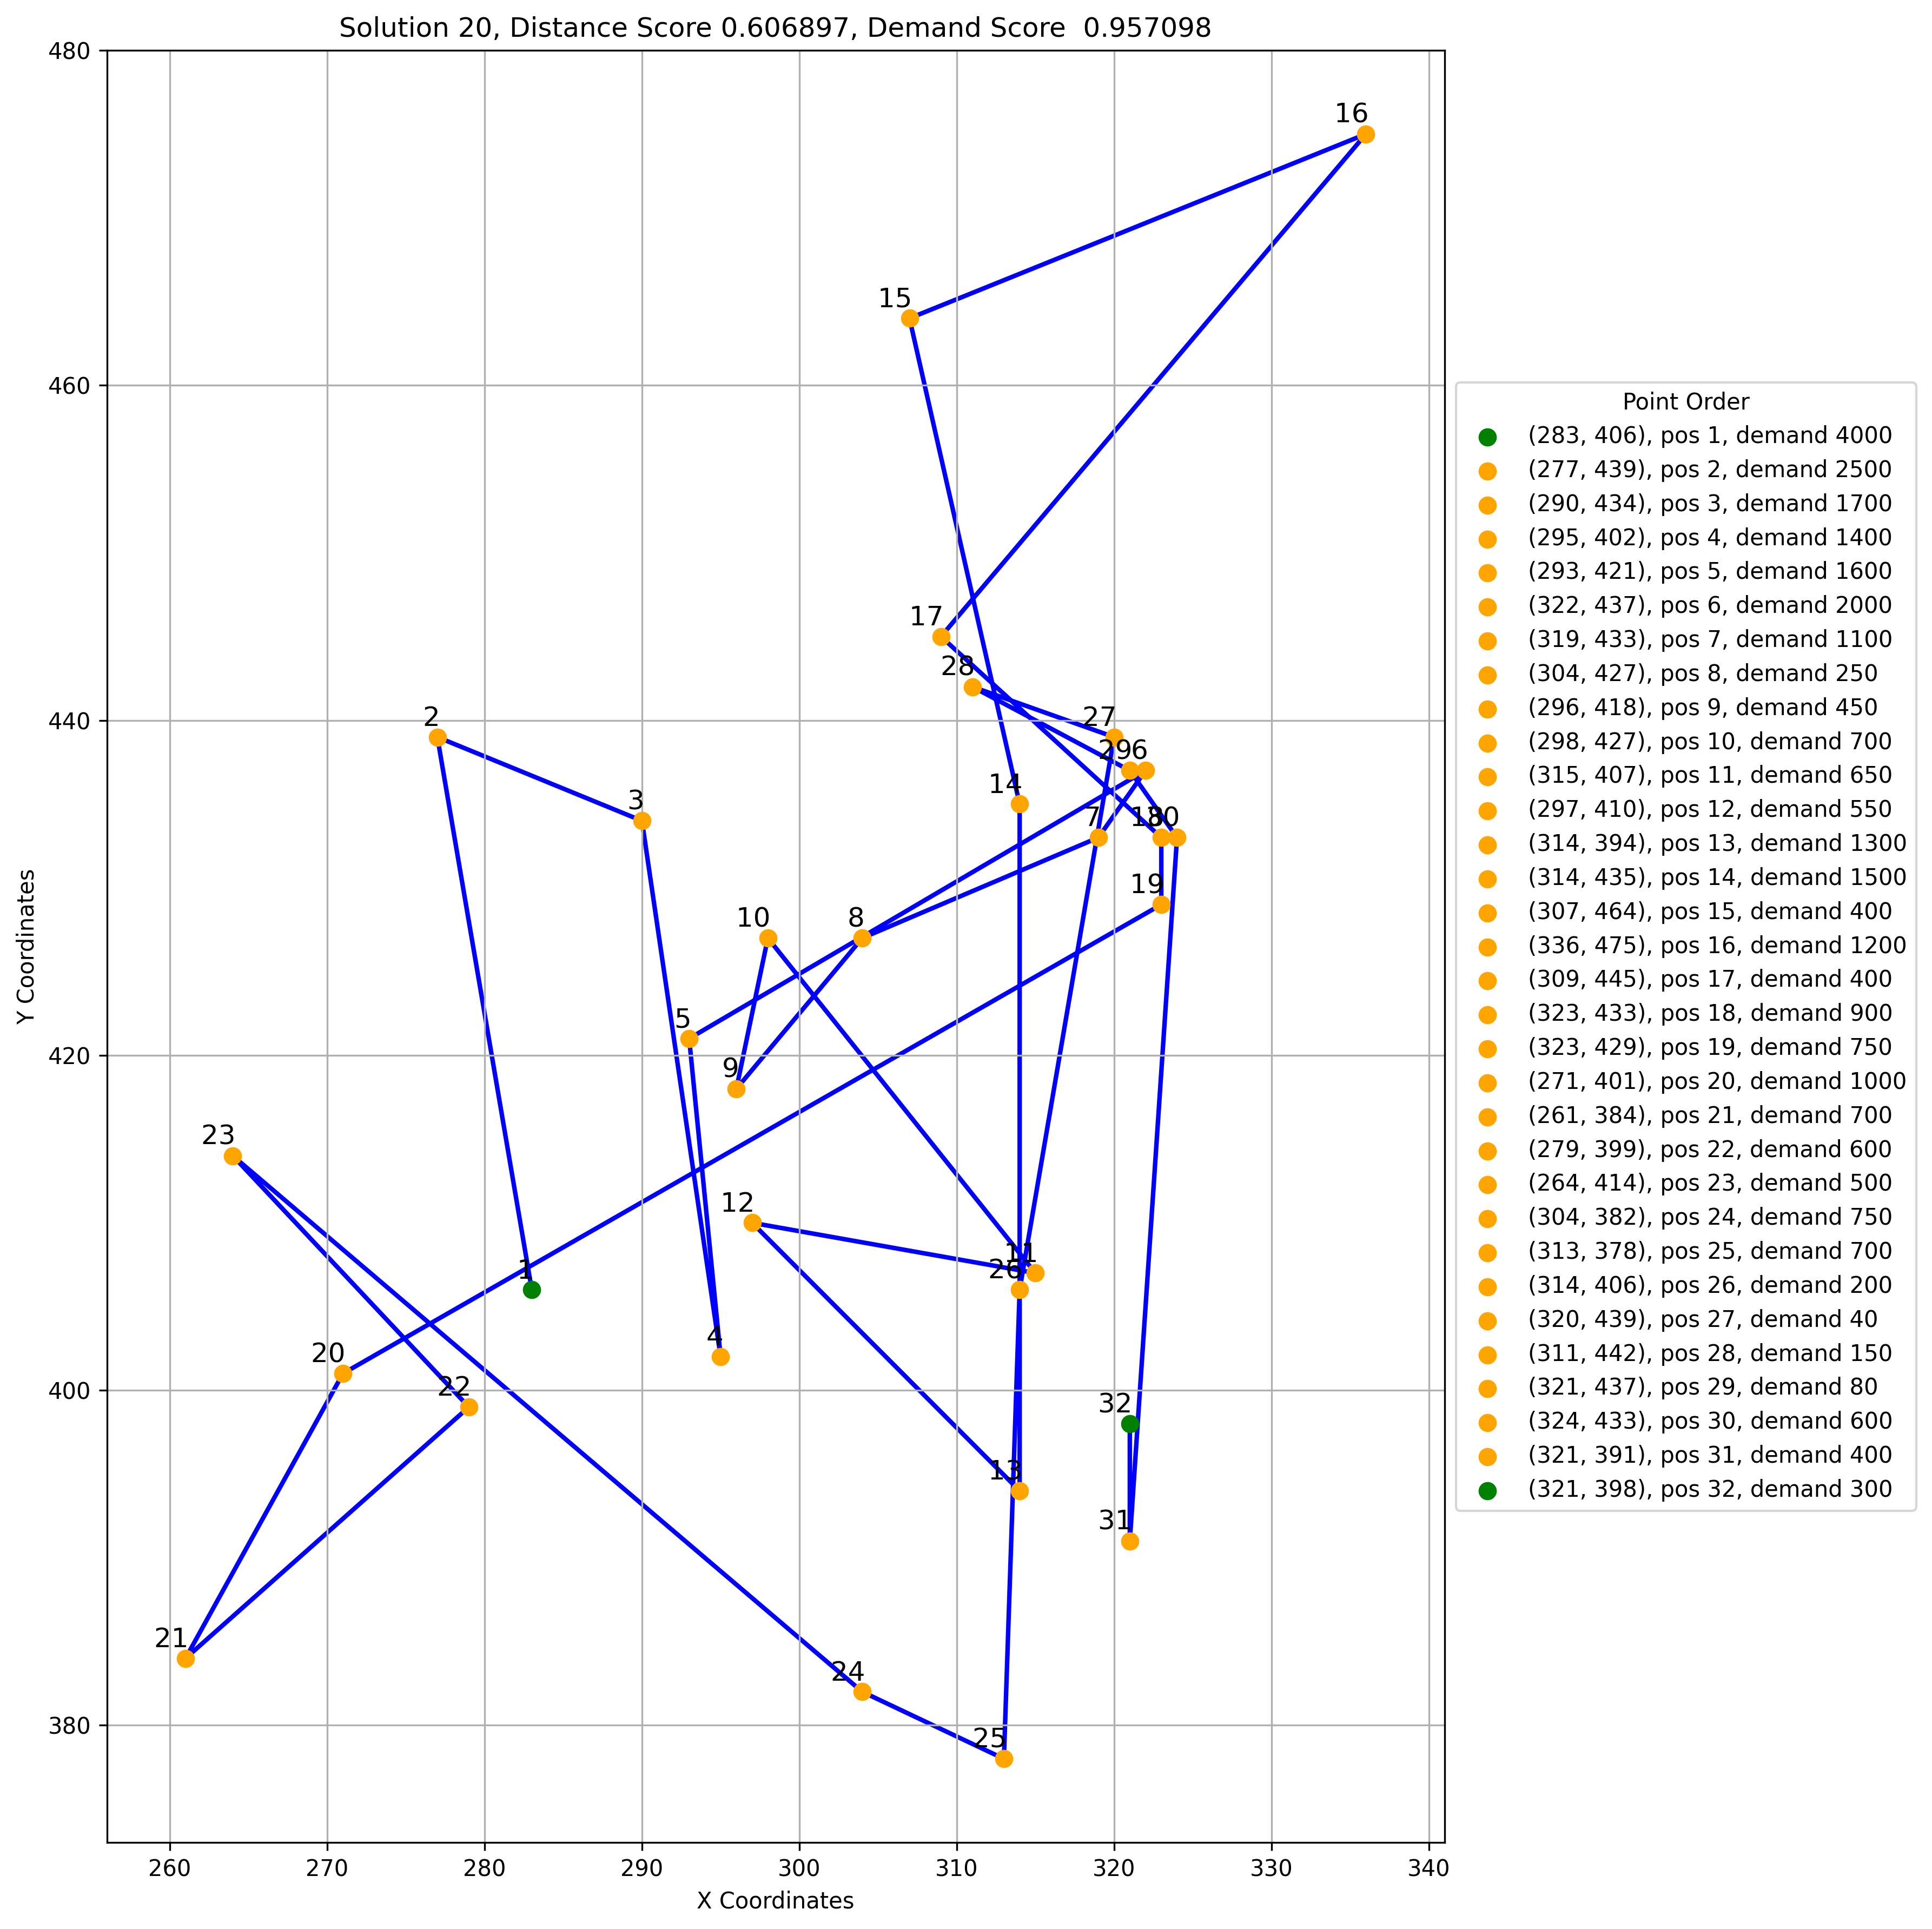 Solution 20, Distance Score 0.606897, Demand Score  0.957098
480
460
440
420
400
380
Y Coordinates
260
270
280
290
300
310
320
330
340
X Coordinates
16
15
17
28
2
27
29
6
3
14
7
18
30
19
10
8
5
9
23
12
11
26
1
4
20
22
32
13
31
21
24
25
Point Order
(283, 406), pos 1, demand 4000
(277, 439), pos 2, demand 2500
(290, 434), pos 3, demand 1700
(295, 402), pos 4, demand 1400
(293, 421), pos 5, demand 1600
(322, 437), pos 6, demand 2000
(319, 433), pos 7, demand 1100
(304, 427), pos 8, demand 250
(296, 418), pos 9, demand 450
(298, 427), pos 10, demand 700
(315, 407), pos 11, demand 650
(297, 410), pos 12, demand 550
(314, 394), pos 13, demand 1300
(314, 435), pos 14, demand 1500
(307, 464), pos 15, demand 400
(336, 475), pos 16, demand 1200
(309, 445), pos 17, demand 400
(323, 433), pos 18, demand 900
(323, 429), pos 19, demand 750
(271, 401), pos 20, demand 1000
(261, 384), pos 21, demand 700
(279, 399), pos 22, demand 600
(264, 414), pos 23, demand 500
(304, 382), pos 24, demand 750
(313, 378), pos 25, demand 700
(314, 406), pos 26, demand 200
(320, 439), pos 27, demand 40
(311, 442), pos 28, demand 150
(321, 437), pos 29, demand 80
(324, 433), pos 30, demand 600
(321, 391), pos 31, demand 400
(321, 398), pos 32, demand 300